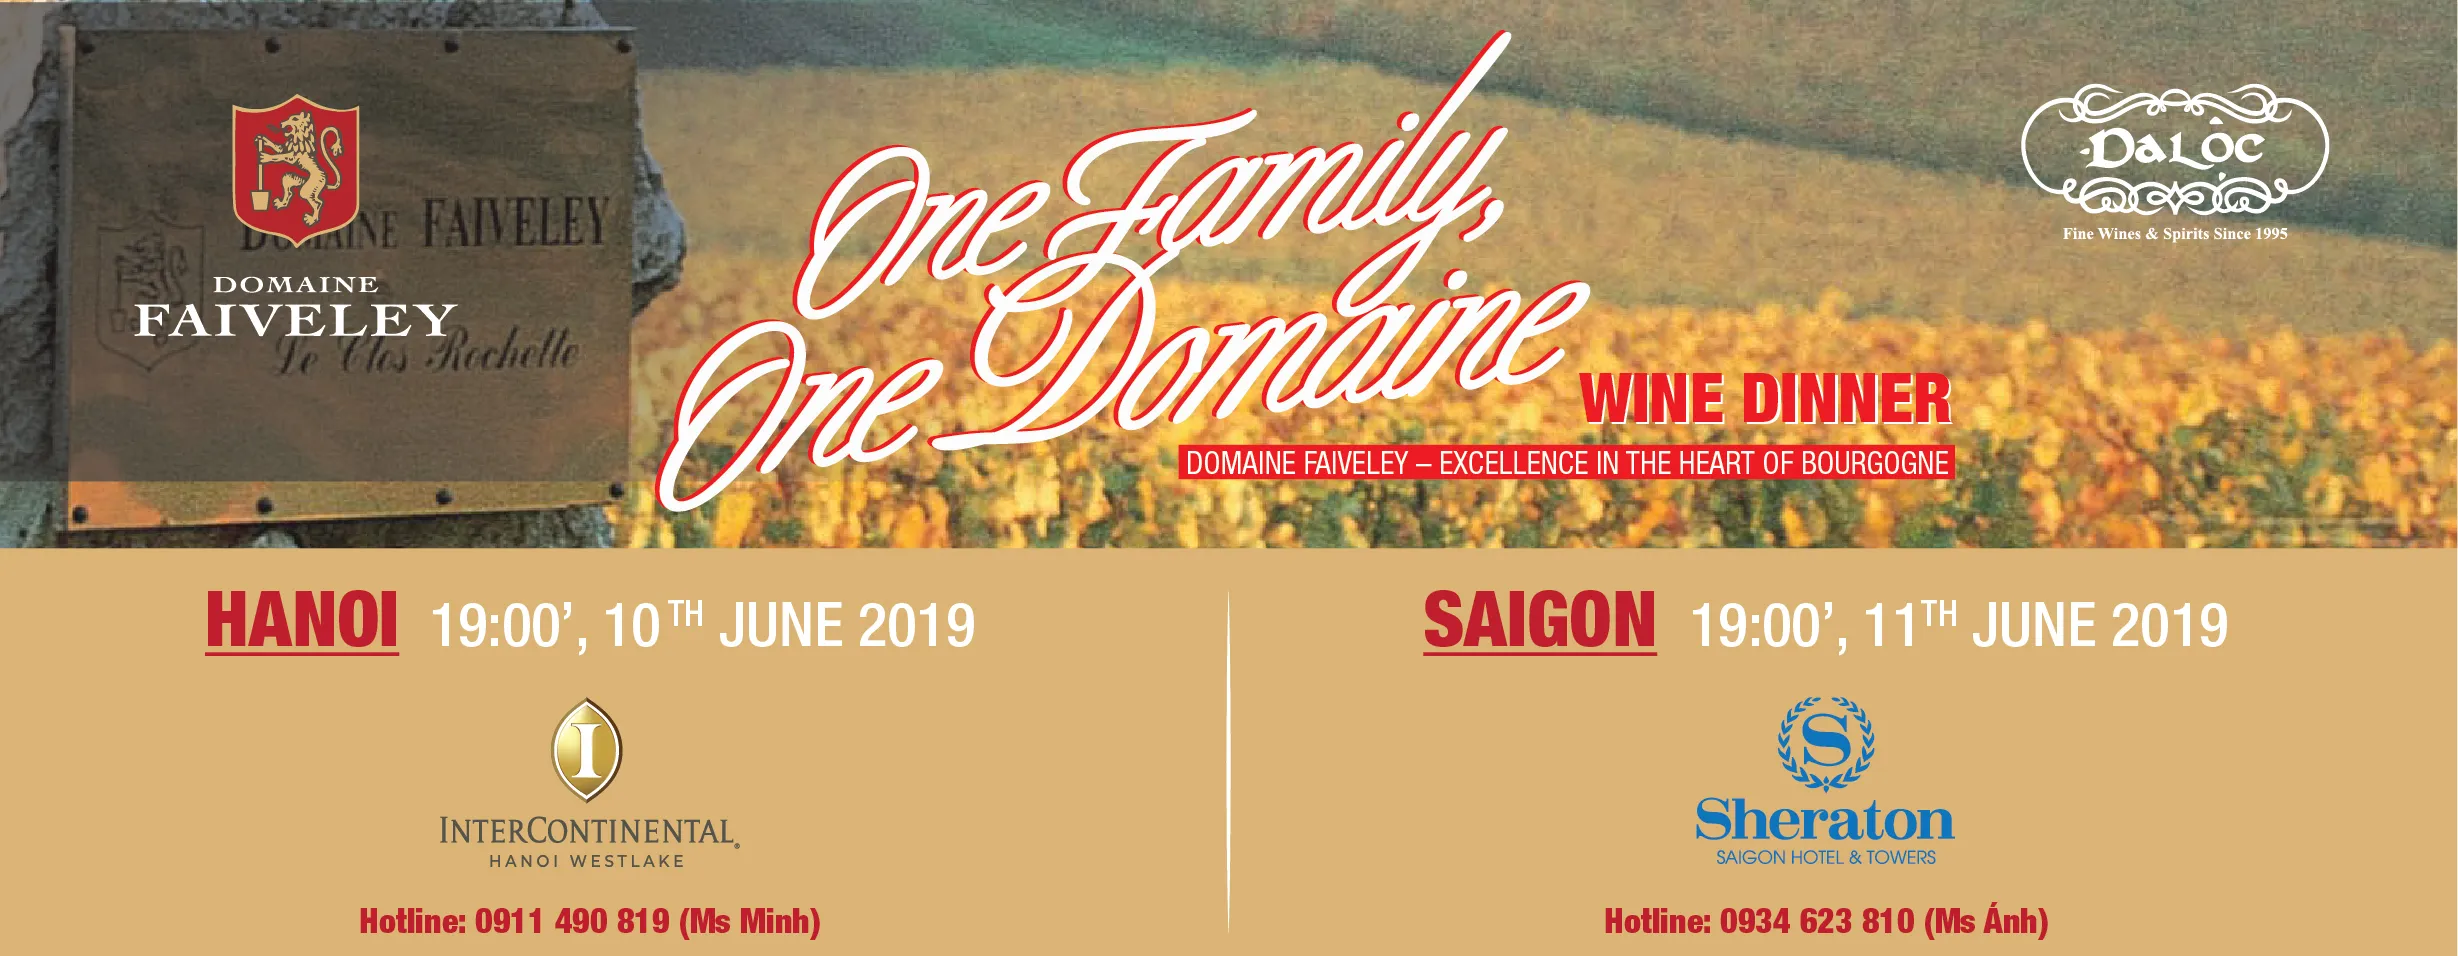 DOMAINE FAIVELEY
Le Clos Rochette
DOMAINE
FAIVELEY
One Family,
One Domaine
WINE DINNER
DOMAINE FAIVELEY – EXCELLENCE IN THE HEART OF BOURGOGNE
DALỘC
Fine Wines & Spirits Since 1995
HANOI 19:00’, 10TH JUNE 2019
I
INTERCONTINENTAL®
HANOI WESTLAKE
Hotline: 0911 490 819 (Ms Minh)
SAIGON 19:00’, 11TH JUNE 2019
S
Sheraton
SAIGON HOTEL & TOWERS
Hotline: 0934 623 810 (Ms Ánh)